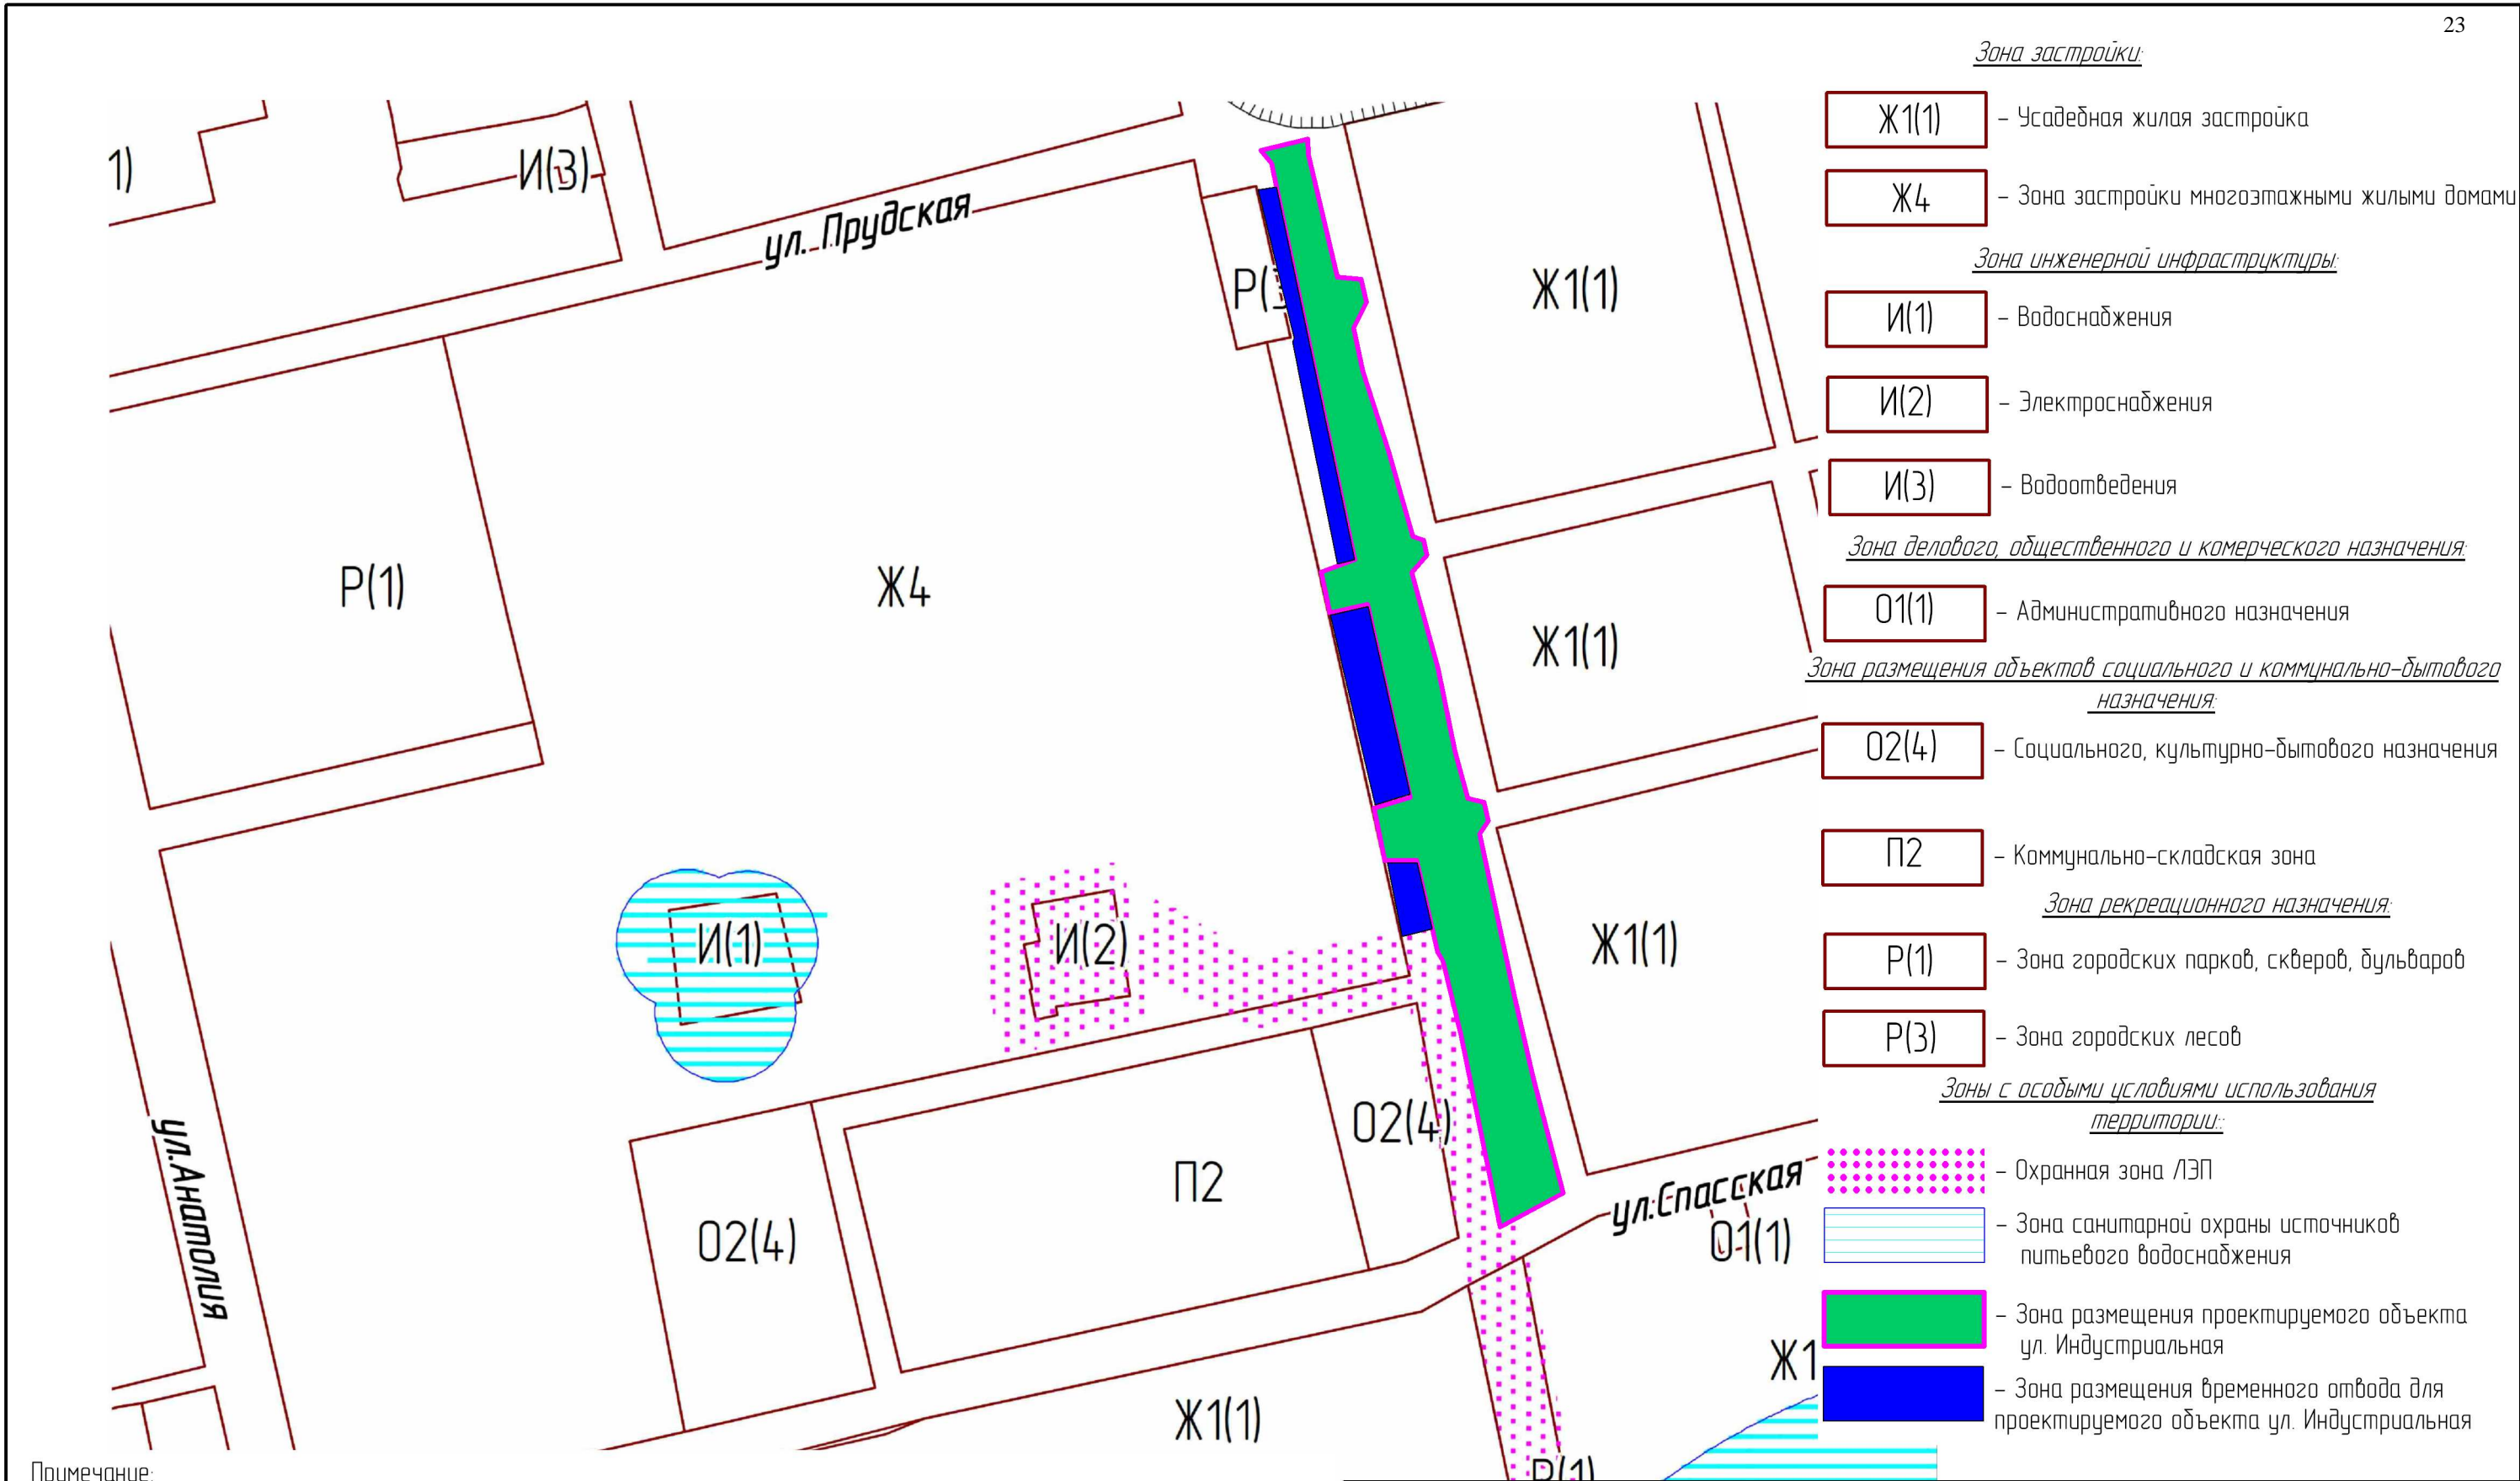 23
Зона застройки:
Ж1(1) – Усадебная жилая застройка
Ж4 – Зона застройки многоэтажными жилыми домами
Зона инженерной инфраструктуры:
И(1) – Водоснабжения
И(2) – Электроснабжения
И(3) – Водоотведения
Зона делового, общественного и комерческого назначения:
О1(1) – Административного назначения
Зона размещения объектов социального и коммунально-бытового
назначения:
О2(4) – Социального, культурно-бытового назначения
П2 – Коммунально-складская зона
Зона рекреационного назначения:
Р(1) – Зона городских парков, скверов, бульваров
Р(3) – Зона городских лесов
Зоны с особыми условиями использования
территории::
– Охранная зона ЛЭП
– Зона санитарной охраны источников
питьевого водоснабжения
– Зона размещения проектируемого объекта
ул. Индустриальная
– Зона размещения временного отвода для
проектируемого объекта ул. Индустриальная
1)
И(3)
ул. Прудская
Р(3
Ж1(1)
Р(1)
Ж4
Ж1(1)
И(1)
И(2)
Ж1(1)
О2(4)
ул.Анатолия
П2
ул.Спасская
О2(4)
О1(1)
Ж1
Ж1(1)
Р(1)
Примечание: